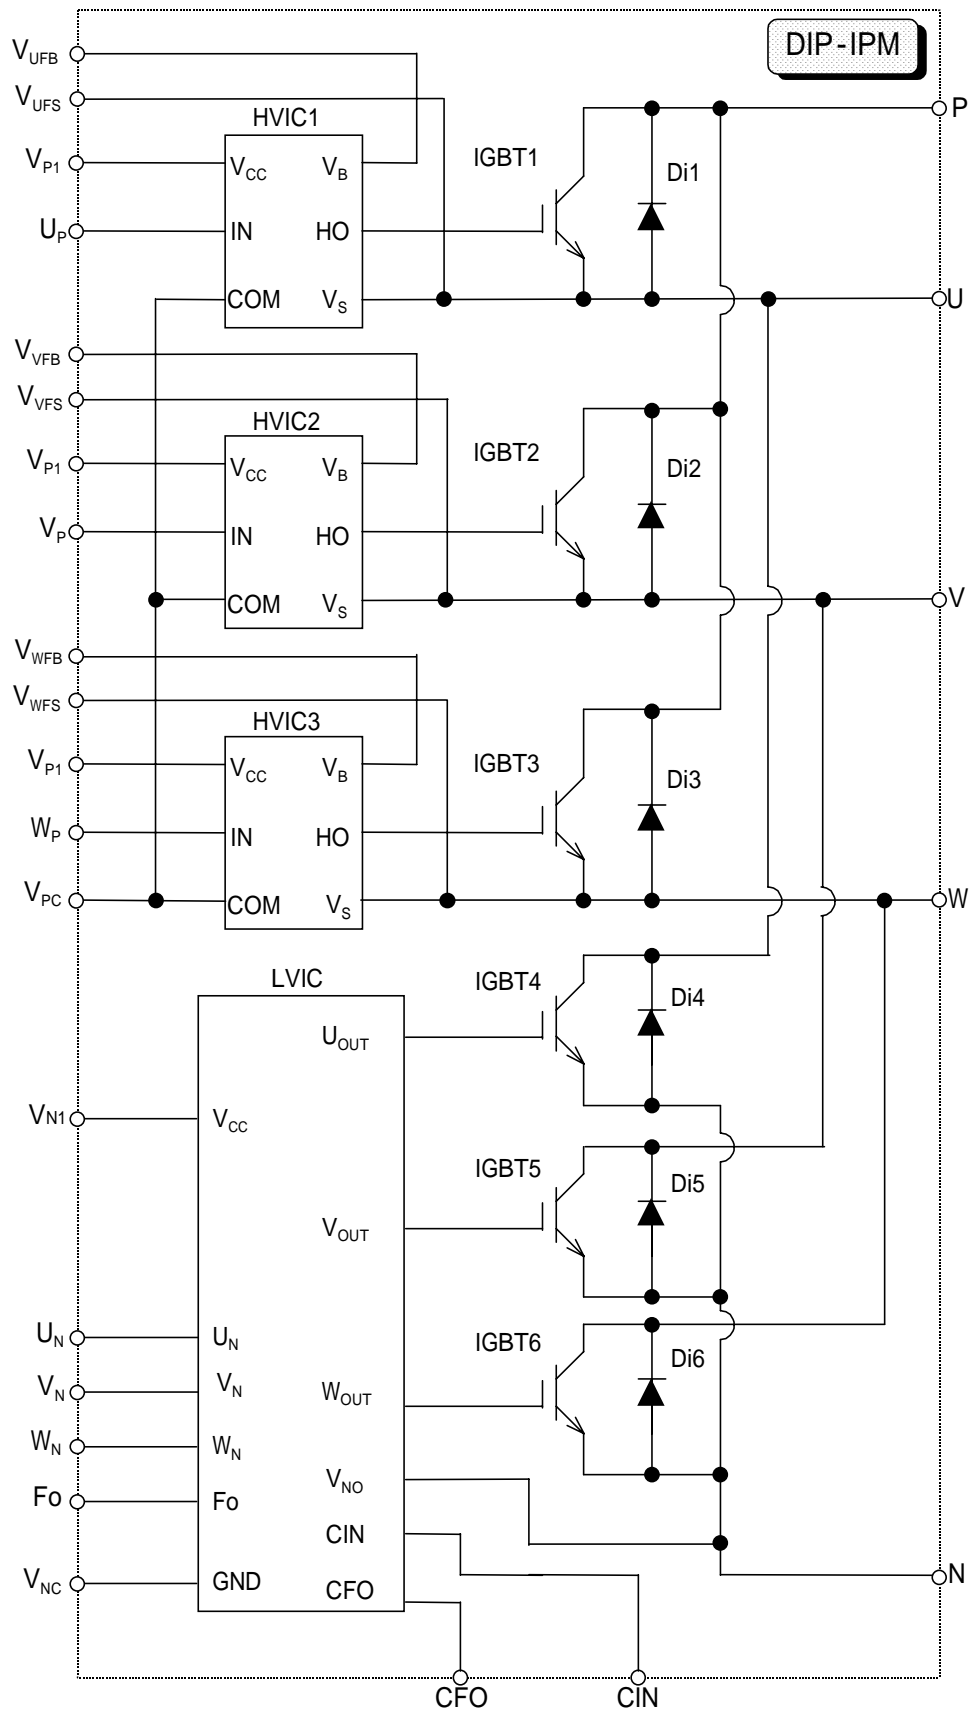 DIP-IPM
VUFB
VUFS
HVIC1
VP1
VCC
VB
IGBT1
Di1
P
UP
IN
HO
COM
VS
U
VVFB
VVFS
HVIC2
VP1
VCC
VB
IGBT2
Di2
VP
IN
HO
COM
VS
V
VWFB
VWFS
HVIC3
VP1
VCC
VB
IGBT3
Di3
WP
IN
HO
VPC
COM
VS
W
LVIC
IGBT4
Di4
UOUT
VN1
VCC
IGBT5
Di5
VOUT
UN
UN
IGBT6
Di6
VN
VN
WOUT
WN
WN
VNO
Fo
Fo
CIN
VNC
GND
CFO
N
CFO
CIN